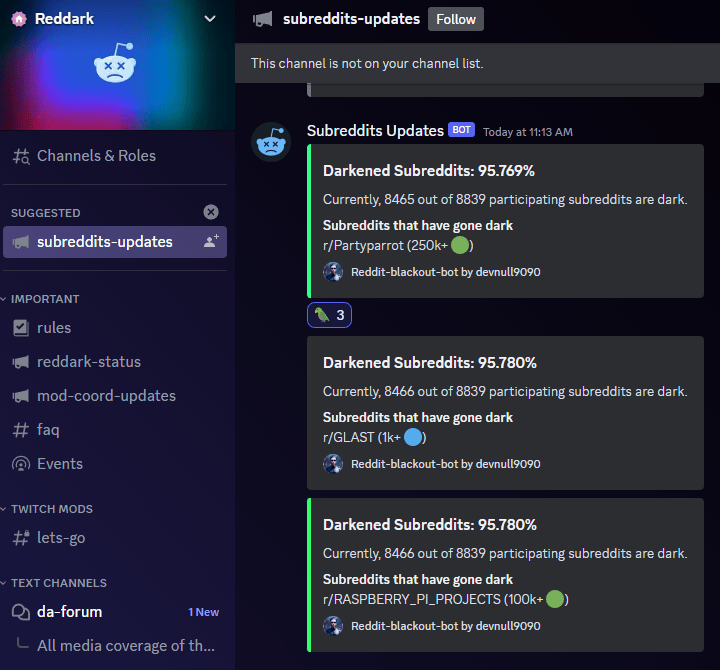 Reddark
Channels & Roles
SUGGESTED
subreddits-updates
IMPORTANT
rules
reddark-status
mod-coord-updates
faq
Events
TWITCH MODS
lets-go
TEXT CHANNELS
da-forum
1 New
All media coverage of th...
subreddits-updates
Follow
This channel is not on your channel list.
Subreddits Updates BOT Today at 11:13 AM
Darkened Subreddits: 95.769%
Currently, 8465 out of 8839 participating subreddits are dark.
Subreddits that have gone dark
r/Partyparrot (250k+ 🟢)
Reddit-blackout-bot by devnull9090
🦜 3
Darkened Subreddits: 95.780%
Currently, 8466 out of 8839 participating subreddits are dark.
Subreddits that have gone dark
r/GLAST (1k+ 🔵)
Reddit-blackout-bot by devnull9090
Darkened Subreddits: 95.780%
Currently, 8466 out of 8839 participating subreddits are dark.
Subreddits that have gone dark
r/RASPBERRY_PI_PROJECTS (100k+ 🟢)
Reddit-blackout-bot by devnull9090